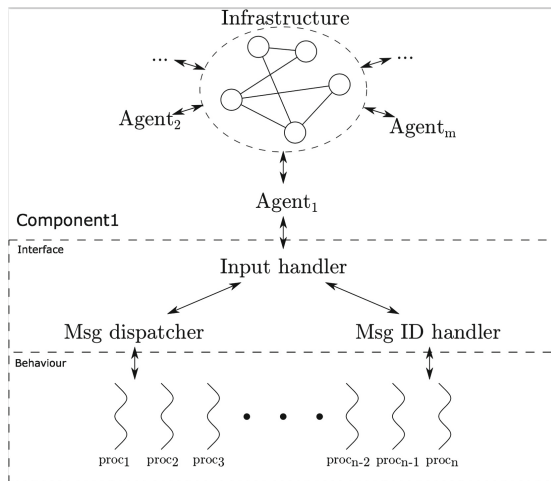 Infrastructure
... ...
Agent₂ Agentₘ
Agent₁
Component1
Interface
Input handler
Msg dispatcher Msg ID handler
Behaviour
proc₁ proc₂ proc₃ procₙ₋₂ procₙ₋₁ procₙ